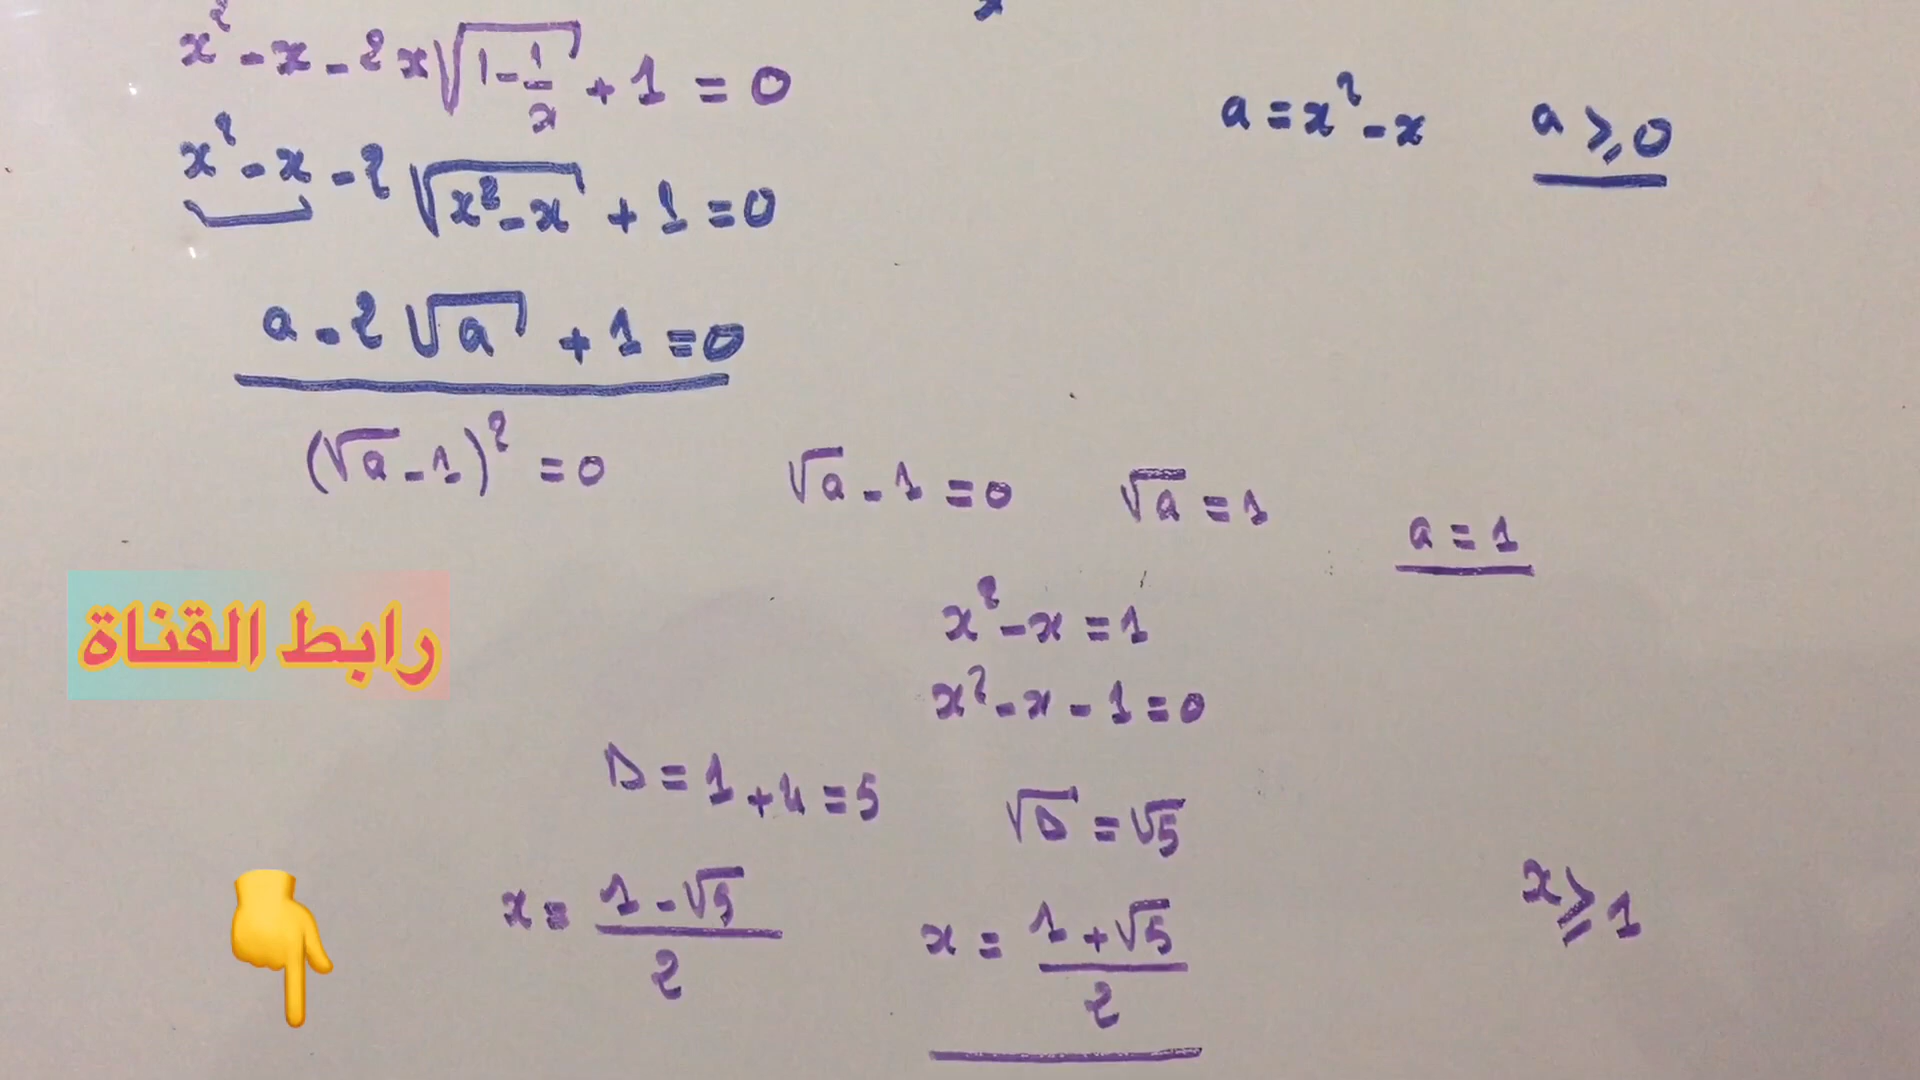 x² - x - 2x√(1 - 1/x) + 1 = 0
a = x² - x    a ≥ 0
x² - x - 2√(x² - x) + 1 = 0
a - 2√a + 1 = 0
(√a - 1)² = 0    √a - 1 = 0    √a = 1    a = 1
x² - x = 1
رابط القناة
x² - x - 1 = 0
Δ = 1 + 4 = 5    √Δ = √5
x = (1 - √5)/2    x = (1 + √5)/2    x ≥ 1